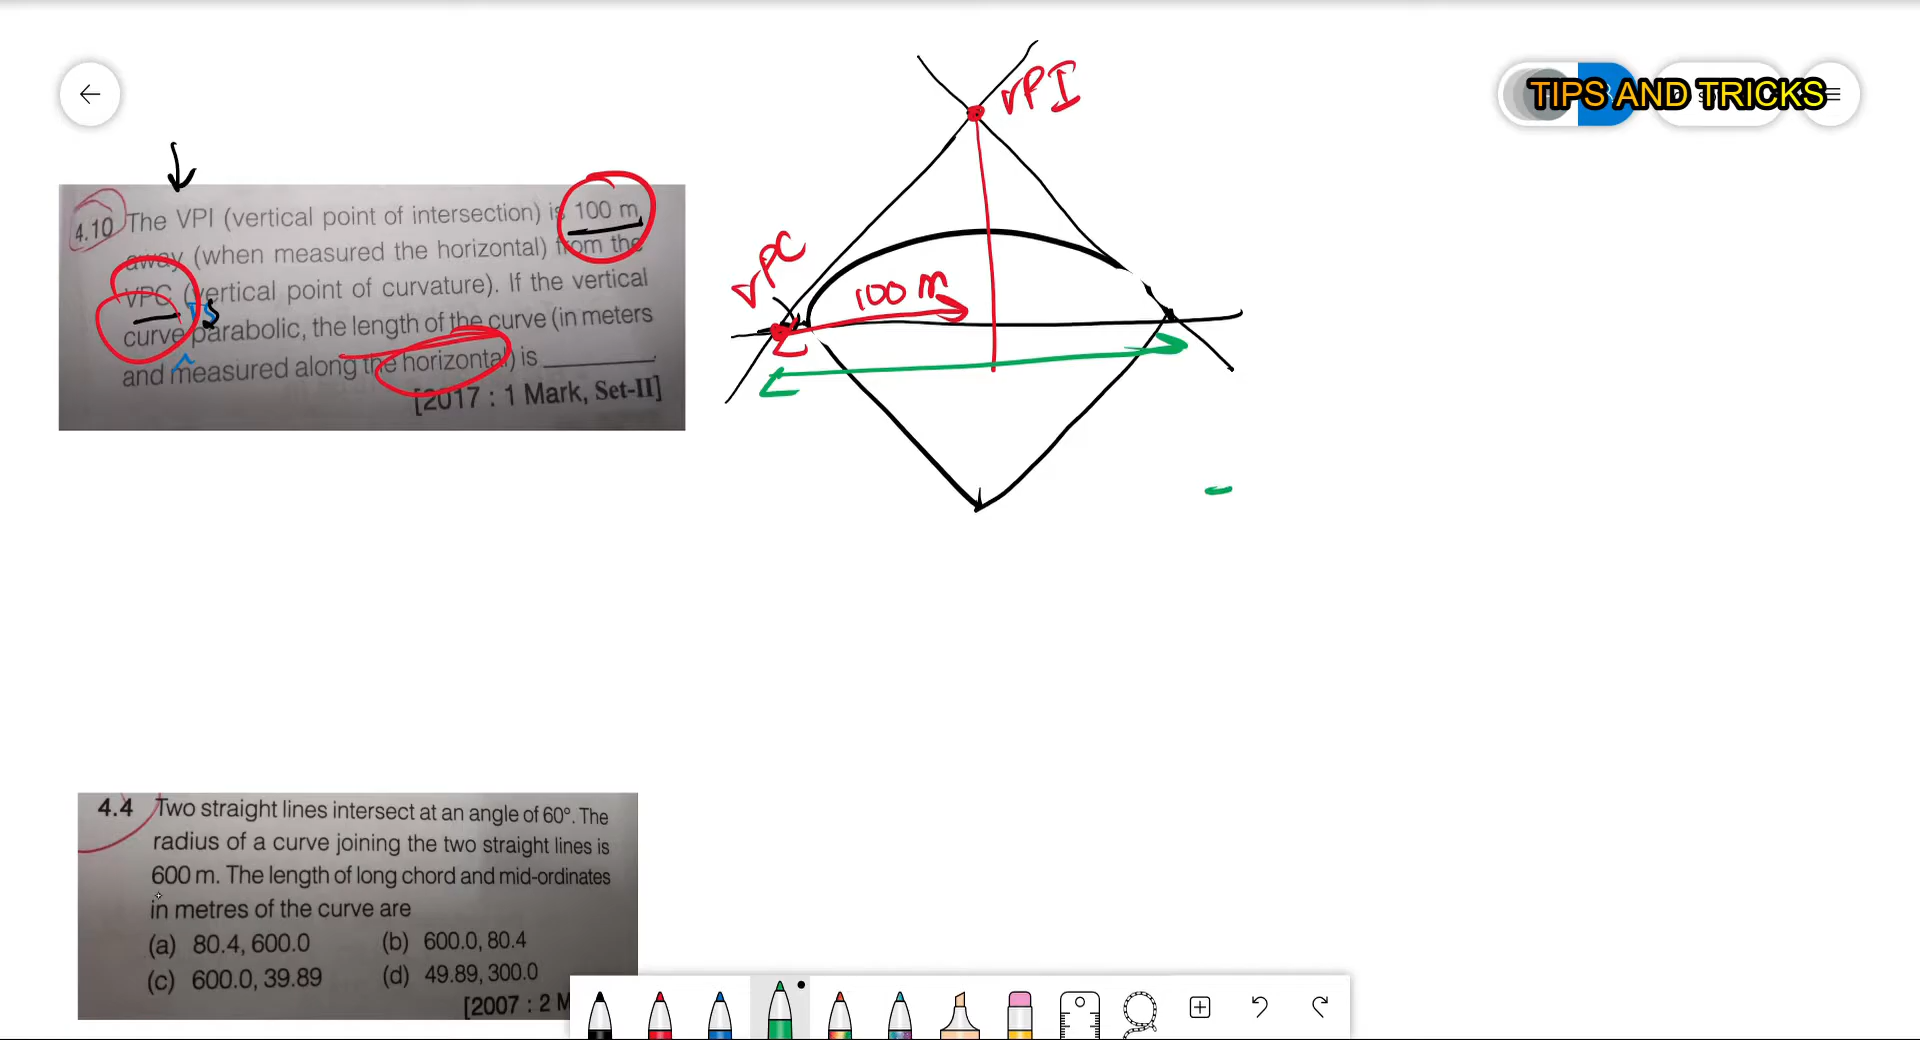 TIPS AND TRICKS
VPI
4.10 The VPI (vertical point of intersection) is 100 m
away (when measured the horizontal) from the
VPC (vertical point of curvature). If the vertical
curve parabolic, the length of the curve (in meters
and measured along the horizontal) is ________.
[2017 : 1 Mark, Set-II]
is
VPC
100 m
4.4 Two straight lines intersect at an angle of 60°. The
radius of a curve joining the two straight lines is
600 m. The length of long chord and mid-ordinates
in metres of the curve are
(a) 80.4, 600.0 (b) 600.0, 80.4
(c) 600.0, 39.89 (d) 49.89, 300.0
[2007 : 2 M